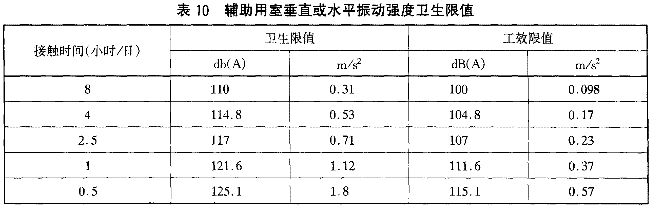 表 10 辅助用室垂直或水平振动强度卫生限值
接触时间(小时/日) 卫生限值 工效限值
db(A) m/s² dB(A) m/s²
8 110 0.31 100 0.098
4 114.8 0.53 104.8 0.17
2.5 117 0.71 107 0.23
1 121.6 1.12 111.6 0.37
0.5 125.1 1.8 115.1 0.57